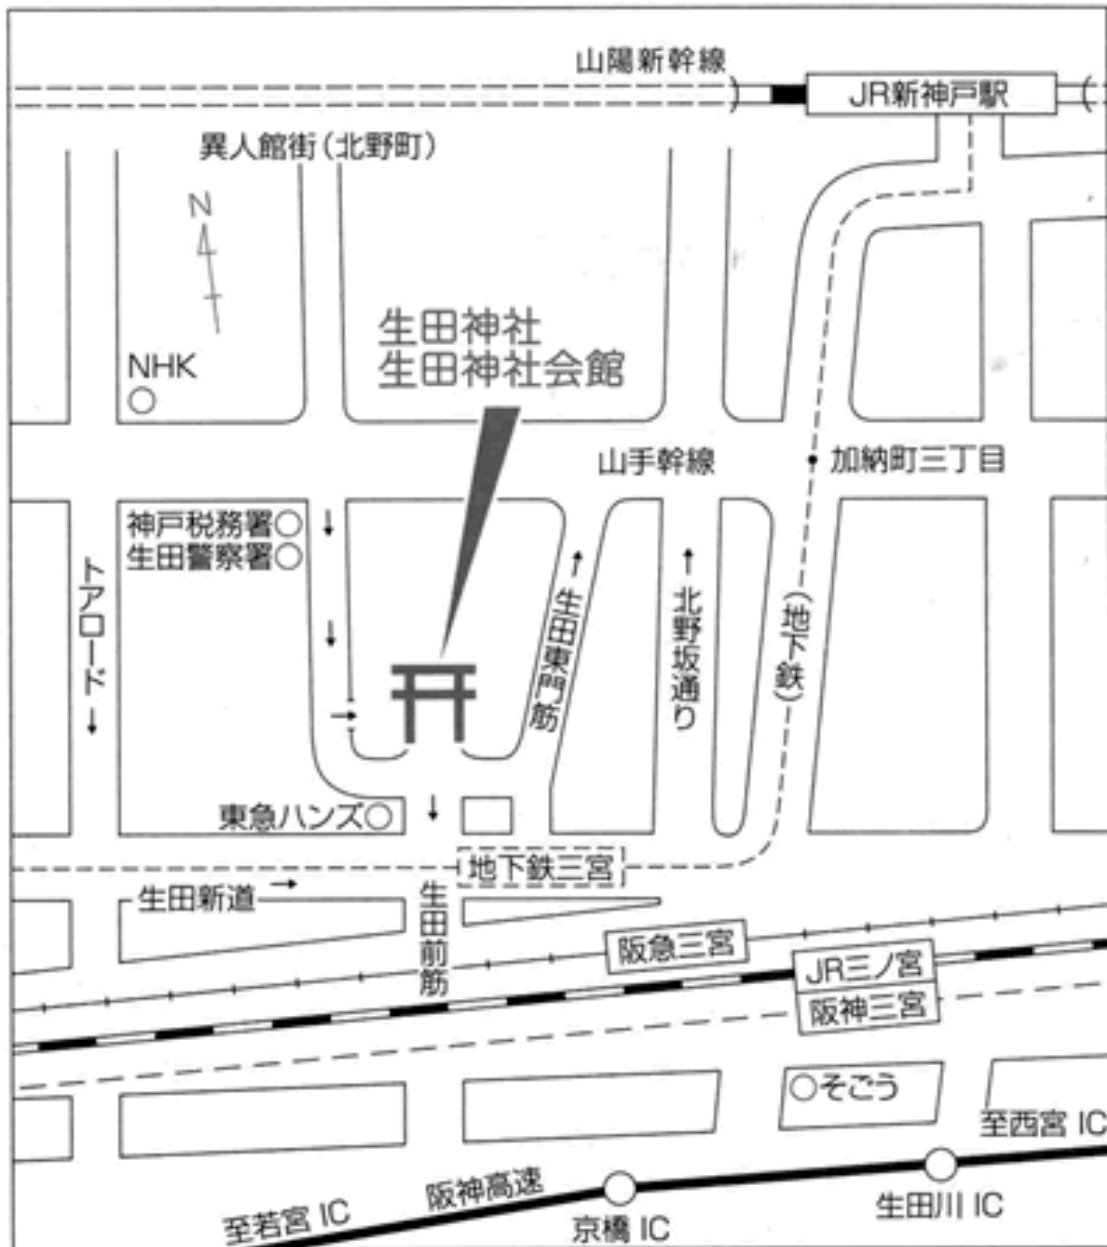 山陽新幹線
JR新神戸駅
異人館街(北野町)
N
生田神社
生田神社会館
NHK
山手幹線
加納町三丁目
神戸税務署
生田警察署
トアロード
生田東門筋
北野坂通り
(地下鉄)
東急ハンズ
地下鉄三宮
生田新道
生田前筋
阪急三宮
JR三ノ宮
阪神三宮
そごう
至西宮 IC
阪神高速
至若宮 IC
京橋 IC
生田川 IC